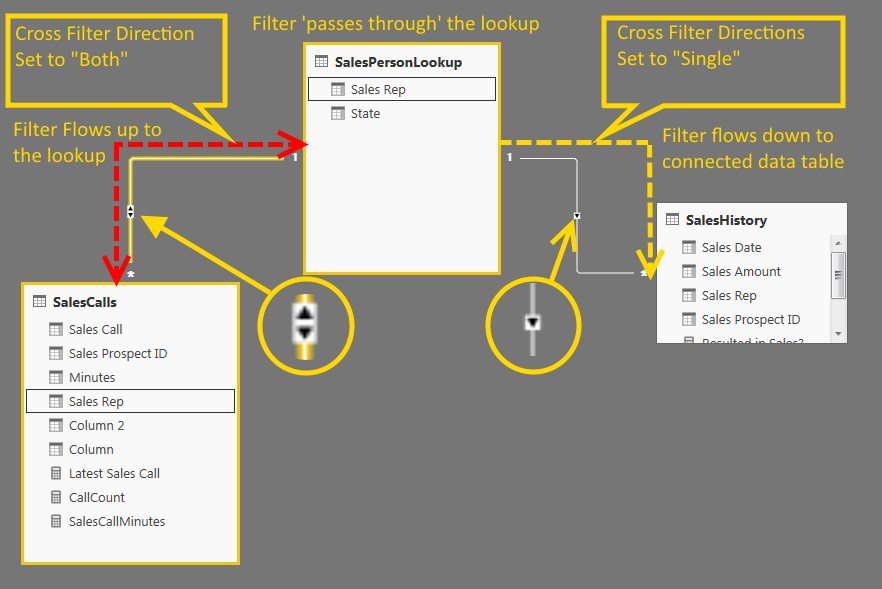 Cross Filter Direction
Set to "Both"
Filter 'passes through' the lookup
Cross Filter Directions
Set to "Single"
Filter Flows up to
the lookup
Filter flows down to
connected data table
SalesPersonLookup
Sales Rep
State
1
1
*
*
SalesHistory
Sales Date
Sales Amount
Sales Rep
Sales Prospect ID
Resulted in Sales?
SalesCalls
Sales Call
Sales Prospect ID
Minutes
Sales Rep
Column 2
Column
Latest Sales Call
CallCount
SalesCallMinutes